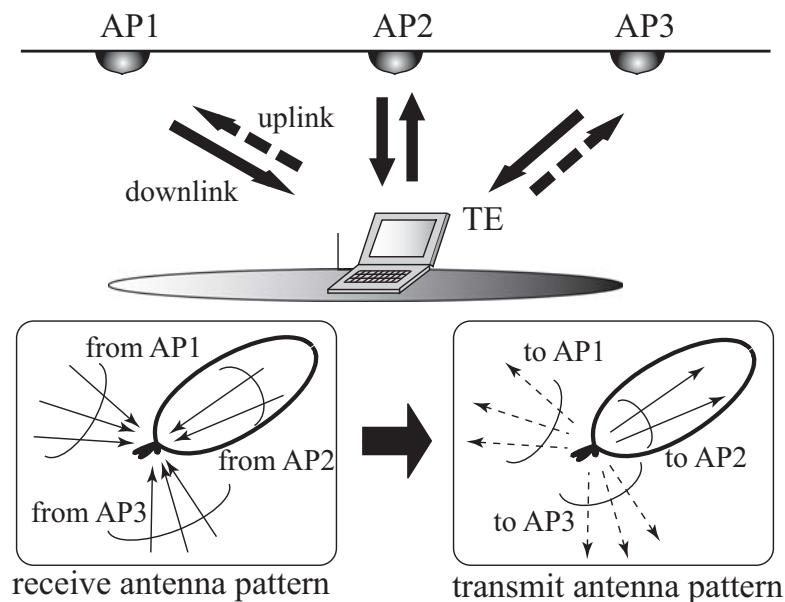 AP1 AP2 AP3
uplink
downlink
TE
from AP1
from AP2
from AP3
to AP1
to AP2
to AP3
receive antenna pattern
transmit antenna pattern